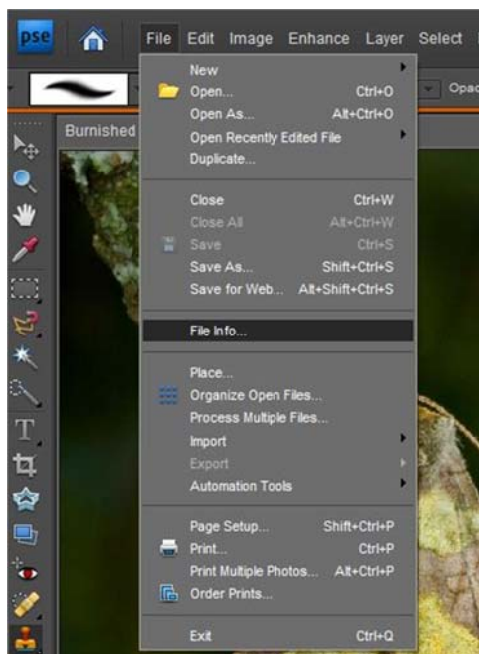 pse File Edit Image Enhance Layer Select
Opac
Burnished
New
Open... Ctrl+O
Open As... Alt+Ctrl+O
Open Recently Edited File
Duplicate...
Close Ctrl+W
Close All Alt+Ctrl+W
Save Ctrl+S
Save As... Shift+Ctrl+S
Save for Web... Alt+Shift+Ctrl+S
File Info...
Place...
Organize Open Files...
Process Multiple Files...
Import
Export
Automation Tools
Page Setup... Shift+Ctrl+P
Print... Ctrl+P
Print Multiple Photos... Alt+Ctrl+P
Order Prints...
Exit Ctrl+Q
T